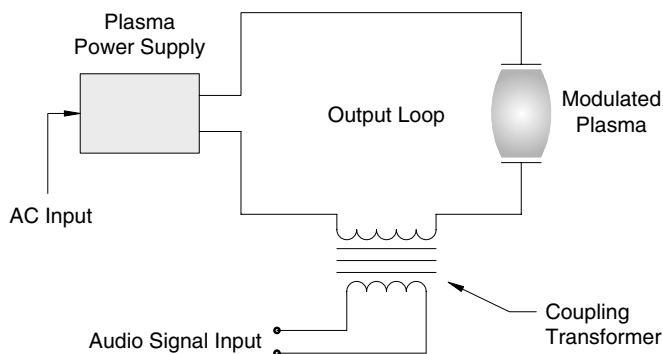 Plasma
Power Supply
Output Loop
Modulated
Plasma
AC Input
Coupling
Transformer
Audio Signal Input